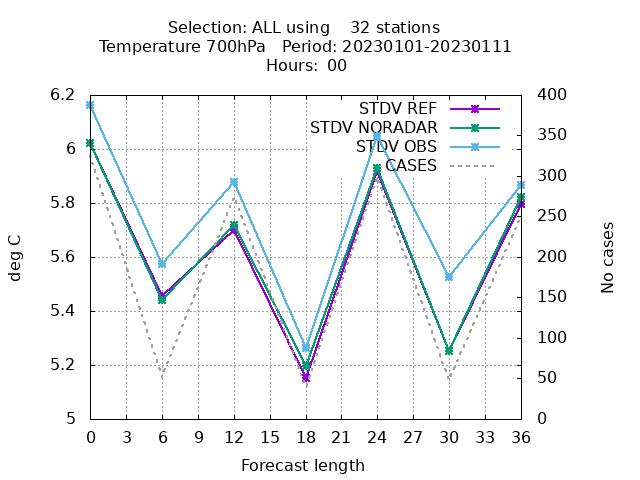 Selection: ALL using    32 stations
Temperature 700hPa   Period: 20230101-20230111
Hours:  00
STDV REF
STDV NORADAR
STDV OBS
CASES
6.2
6
5.8
5.6
5.4
5.2
5
deg C
400
350
300
250
200
150
100
50
0
No cases
0 3 6 9 12 15 18 21 24 27 30 33 36
Forecast length